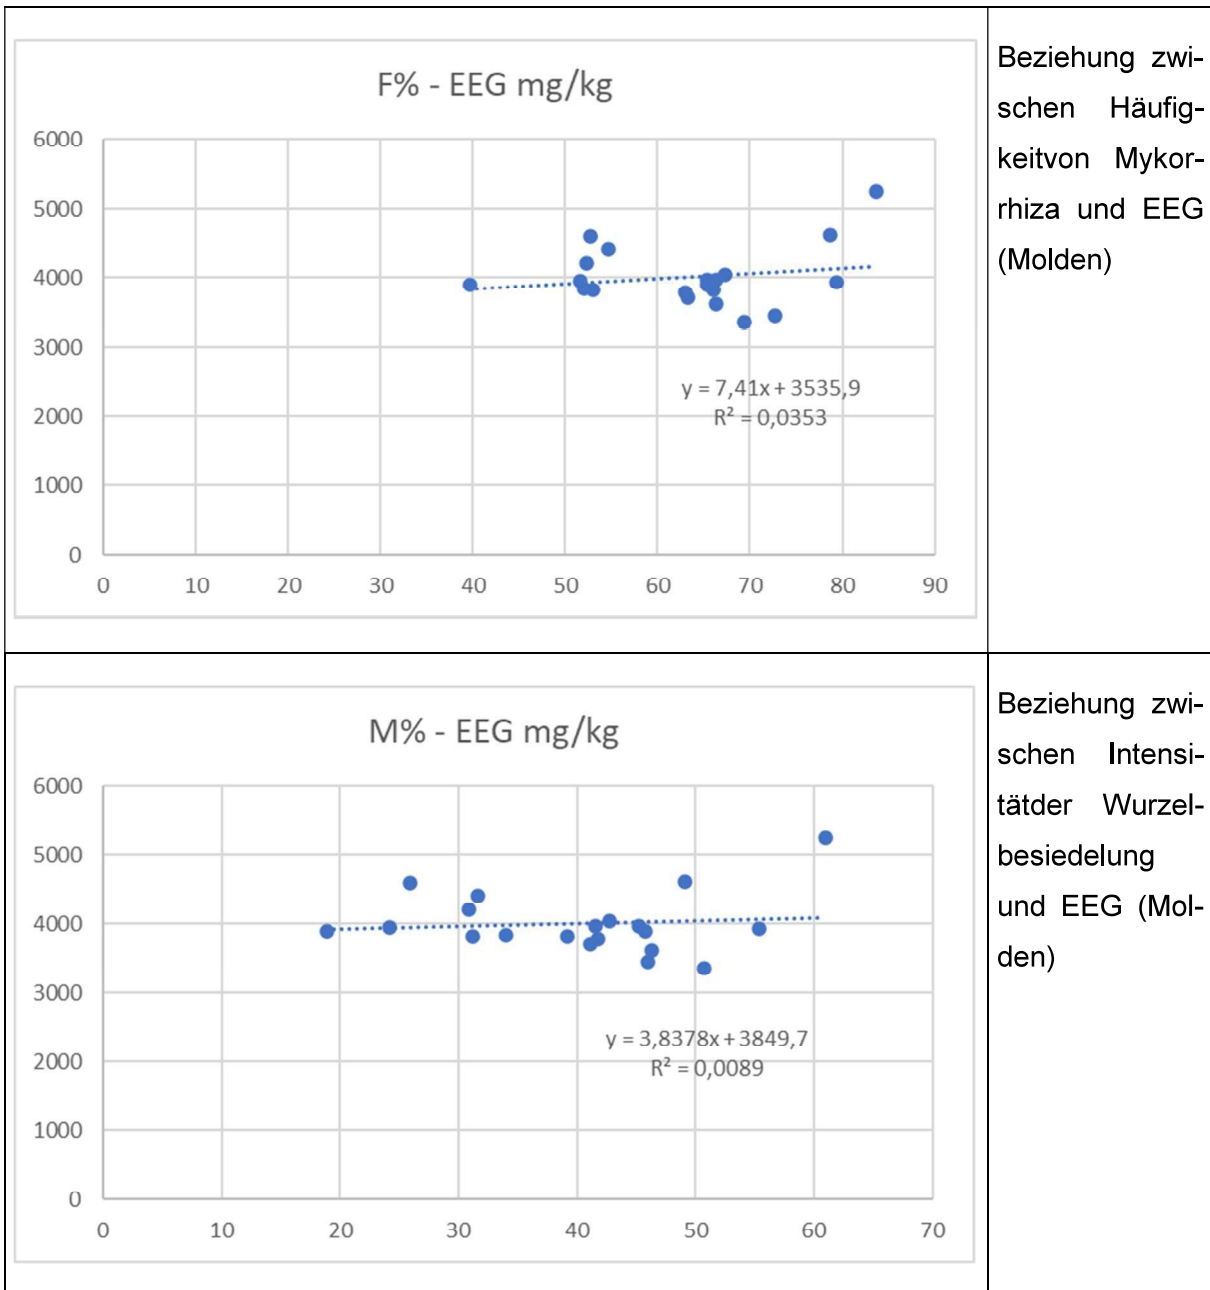 F% - EEG mg/kg
6000
5000
4000
3000
2000
1000
0
y = 7,41x + 3535,9
R² = 0,0353
0 10 20 30 40 50 60 70 80 90
Beziehung zwi-
schen Häufig-
keitvon Mykor-
rhiza und EEG
(Molden)
M% - EEG mg/kg
6000
5000
4000
3000
2000
1000
0
y = 3,8378x + 3849,7
R² = 0,0089
0 10 20 30 40 50 60 70
Beziehung zwi-
schen Intensi-
tätder Wurzel-
besiedelung
und EEG (Mol-
den)